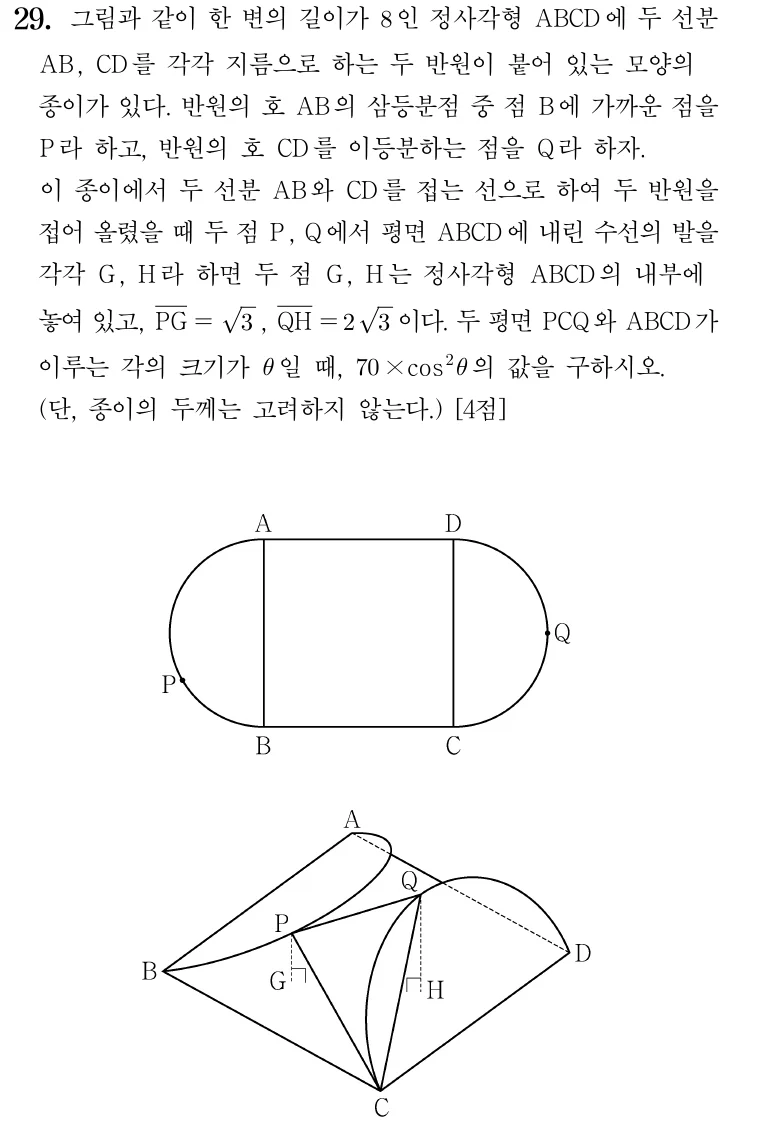 29. 그림과 같이 한 변의 길이가 8인 정사각형 ABCD에 두 선분
AB, CD를 각각 지름으로 하는 두 반원이 붙어 있는 모양의
종이가 있다. 반원의 호 AB의 삼등분점 중 점 B에 가까운 점을
P라 하고, 반원의 호 CD를 이등분하는 점을 Q라 하자.
이 종이에서 두 선분 AB와 CD를 접는 선으로 하여 두 반원을
접어 올렸을 때 두 점 P, Q에서 평면 ABCD에 내린 수선의 발을
각각 G, H라 하면 두 점 G, H는 정사각형 ABCD의 내부에
놓여 있고, \overline{PG} = √3, \overline{QH} = 2√3이다. 두 평면 PCQ와 ABCD가
이루는 각의 크기가 θ일 때, 70×cos²θ의 값을 구하시오.
(단, 종이의 두께는 고려하지 않는다.) [4점]
A D
Q
P
B C
A
Q
P
D
B
G
H
C